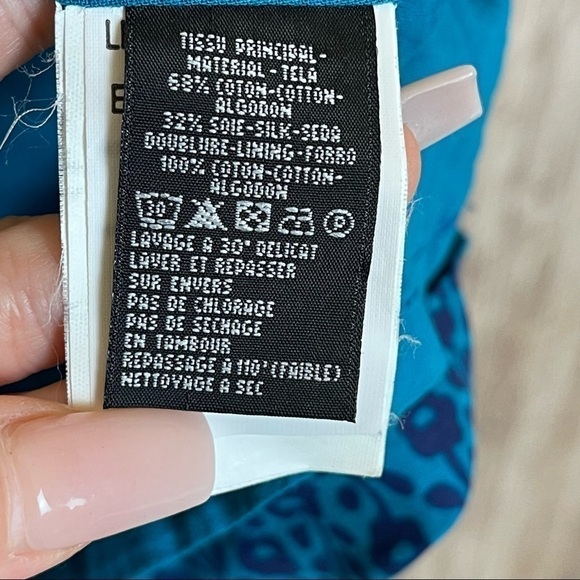 TISSU PRINCIPAL-
MATERIAL-TELA
68% COTON-COTTON-
ALGODON
32% SOIE-SILK-SEDA
DOUBLURE-LINING-FORRO
100% COTON-COTTON-
ALGODON
30 P
LAVAGE A 30° DELICAT
LAVER ET REPASSER
SUR ENVERS
PAS DE CHLORAGE
PAS DE SECHAGE
EN TAMBOUR
REPASSAGE A 110° (FAIBLE)
NETTOYAGE A SEC